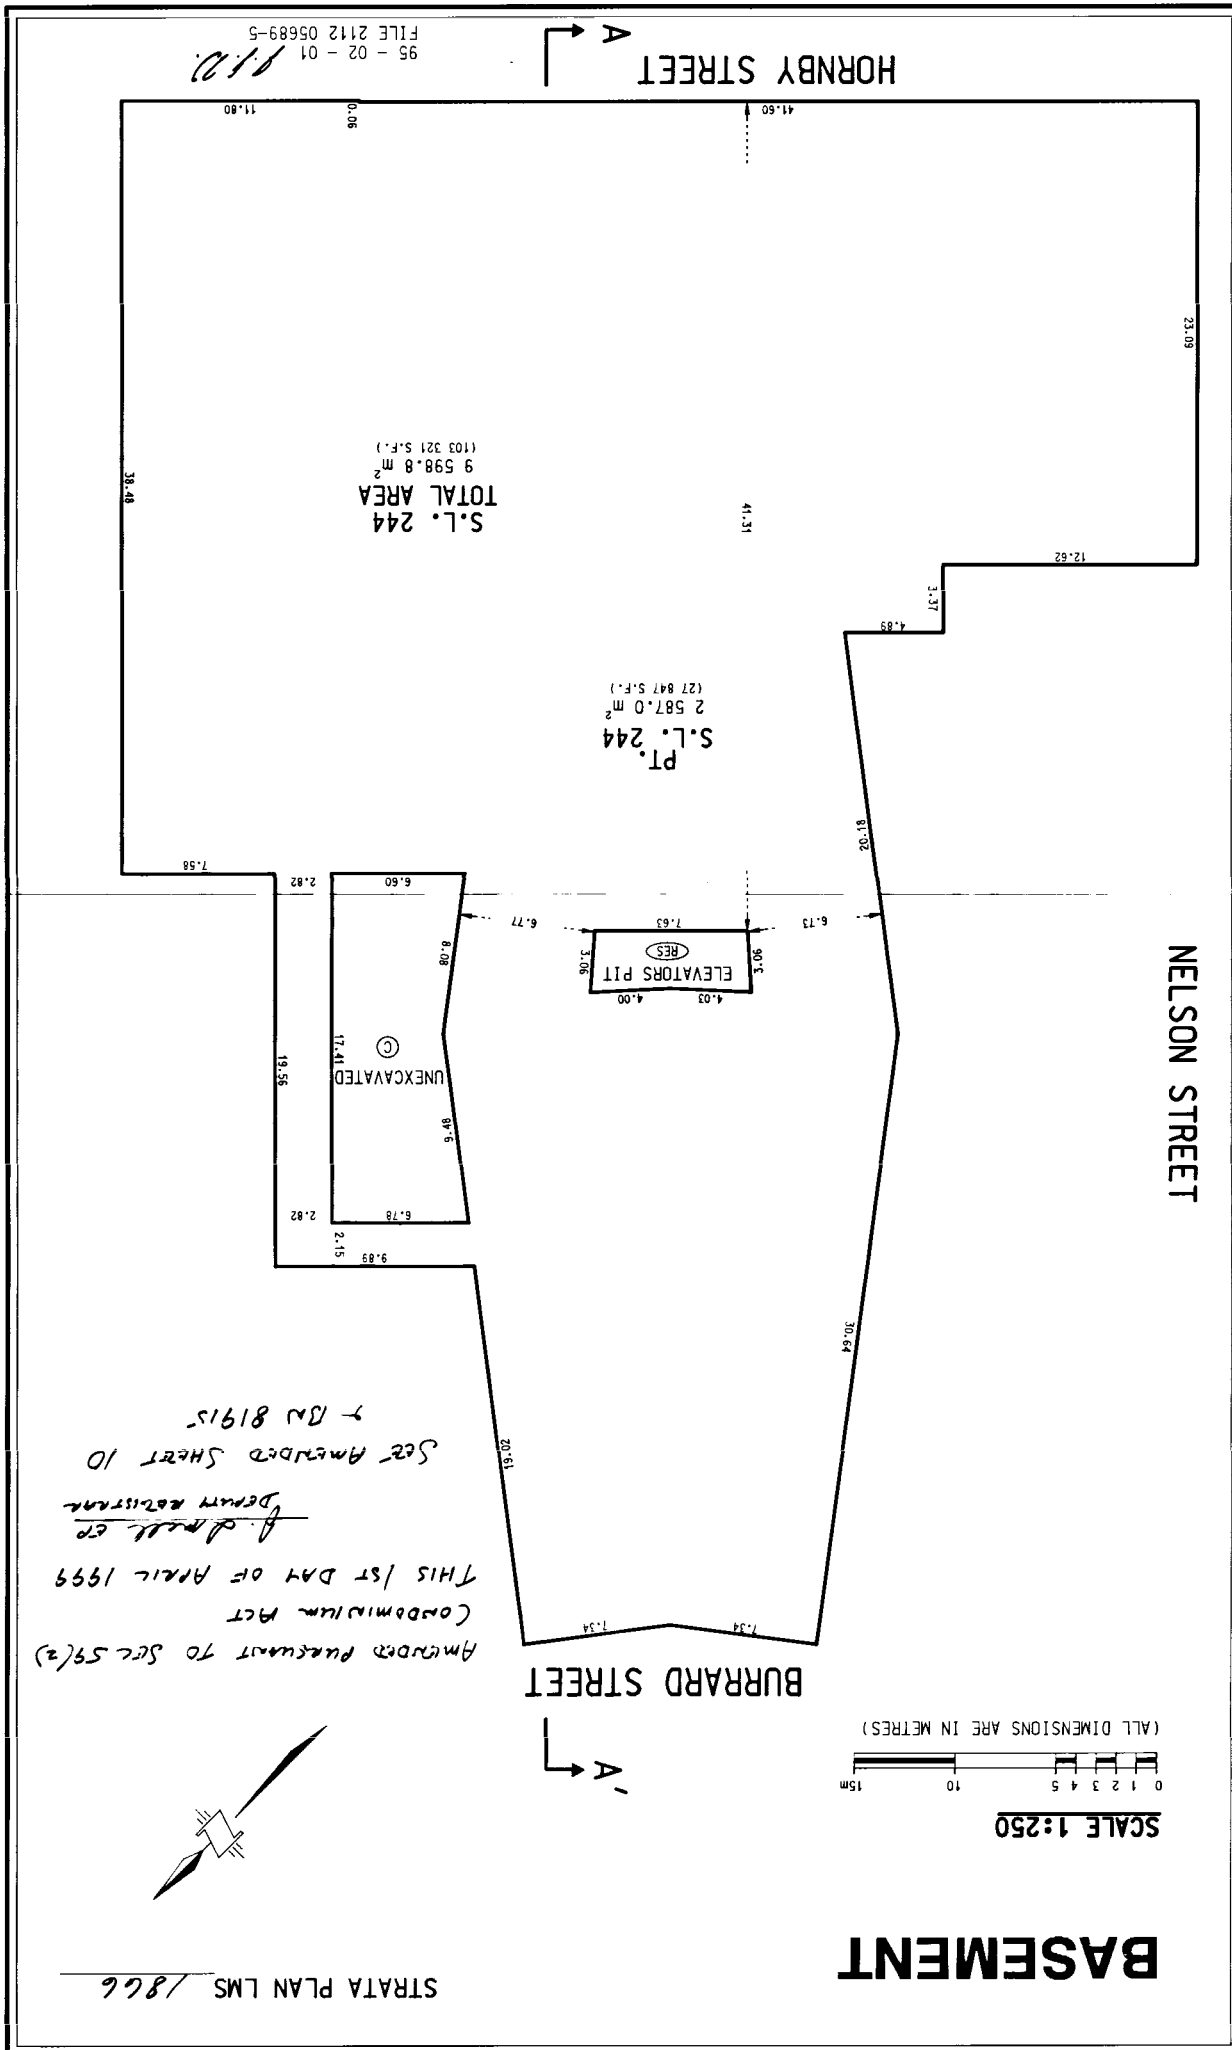 STRATA PLAN LMS 1866
BASEMENT
SCALE 1:250
0 1 2 3 4 5 10 15m
(ALL DIMENSIONS ARE IN METRES)
A'
BURRARD STREET
AMENDED PURSUANT TO SEC 59(2)
CONDOMINIUM ACT
THIS 1ST DAY OF APRIL 1999
DEPUTY REGISTRAR
SEE AMENDED SHEET 10
BN 81915
7.34
7.34
19.02
30.64
9.89
2.15
2.82
6.78
9.48
UNEXCAVATED
C
17.41
19.56
8.08
6.60
2.82
7.58
4.03
4.00
ELEVATORS PIT
RES
3.06
3.06
7.63
6.73
6.77
NELSON STREET
20.18
PT.
S.L. 244
2 587.0 m²
(27 847 S.F.)
4.89
3.37
12.62
41.31
S.L. 244
TOTAL AREA
9 598.8 m²
(103 321 S.F.)
38.48
23.09
41.60
0.06
11.80
HORNBY STREET
A
95 - 02 - 01
FILE 2112 05689-5